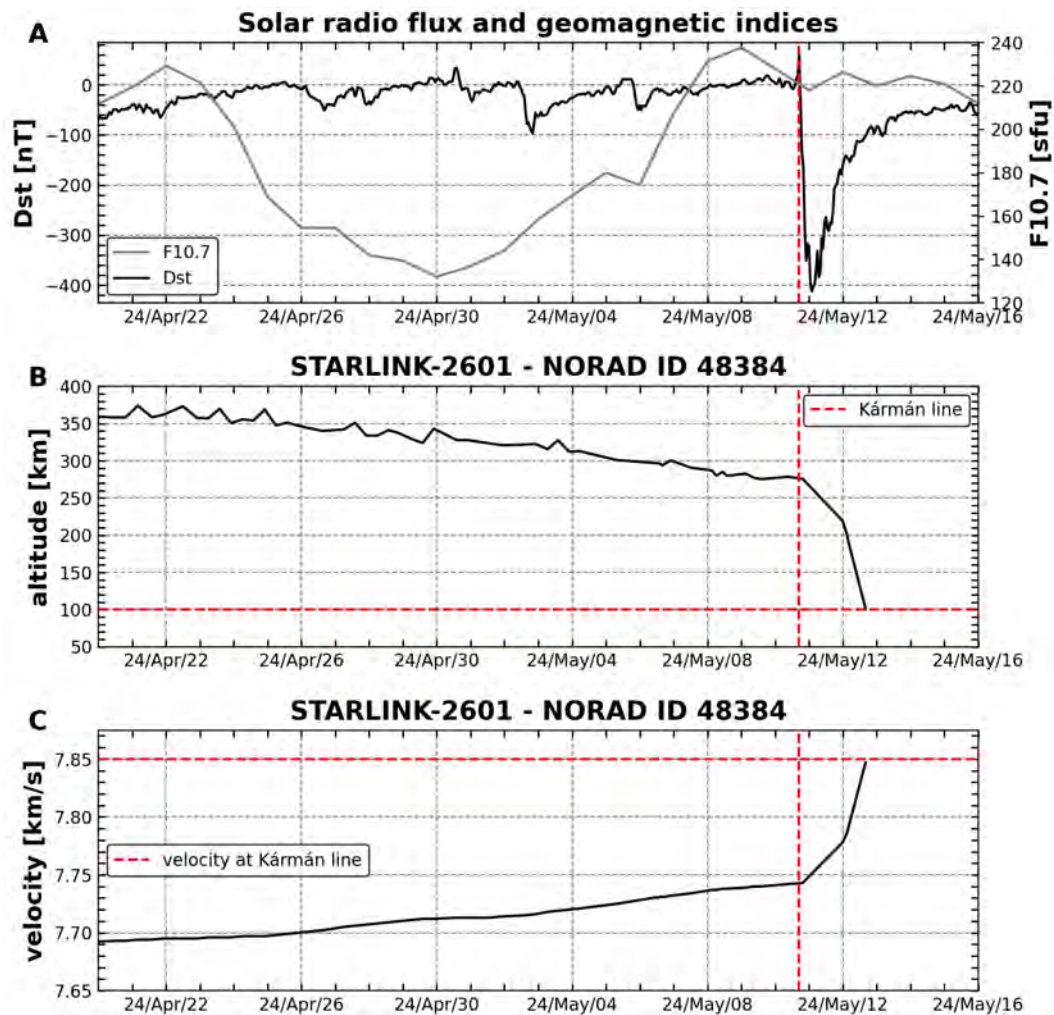 A
Solar radio flux and geomagnetic indices
Dst [nT]
0
−100
−200
−300
−400
F10.7
Dst
240
220
200
180
160
140
120
F10.7 [sfu]
24/Apr/22 24/Apr/26 24/Apr/30 24/May/04 24/May/08 24/May/12 24/May/16
B
STARLINK-2601 - NORAD ID 48384
altitude [km]
400
350
300
250
200
150
100
50
Kármán line
24/Apr/22 24/Apr/26 24/Apr/30 24/May/04 24/May/08 24/May/12 24/May/16
C
STARLINK-2601 - NORAD ID 48384
velocity [km/s]
7.85
7.80
7.75
7.70
7.65
velocity at Kármán line
24/Apr/22 24/Apr/26 24/Apr/30 24/May/04 24/May/08 24/May/12 24/May/16